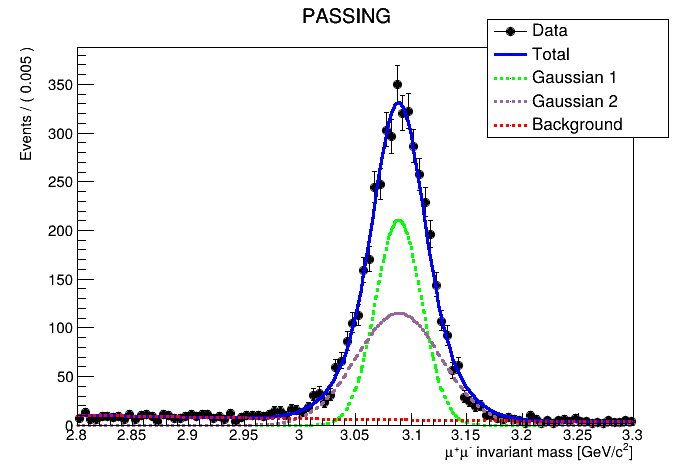 PASSING
Data
Total
Gaussian 1
Gaussian 2
Background
Events / ( 0.005 )
350
300
250
200
150
100
50
0
2.8 2.85 2.9 2.95 3 3.05 3.1 3.15 3.2 3.25 3.3
μ⁺μ⁻ invariant mass [GeV/c²]